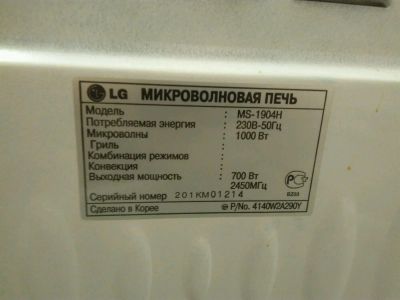 LG МИКРОВОЛНОВАЯ ПЕЧЬ
Модель : MS-1904H
Потребляемая энергия : 230В-50Гц
Микроволны : 1000 Вт
Гриль :
Комбинация режимов :
Конвекция :
Выходная мощность : 700 Вт
2450МГц
Серийный номер 201KM01214
Сделано в Корее P/No. 4140W2A290Y